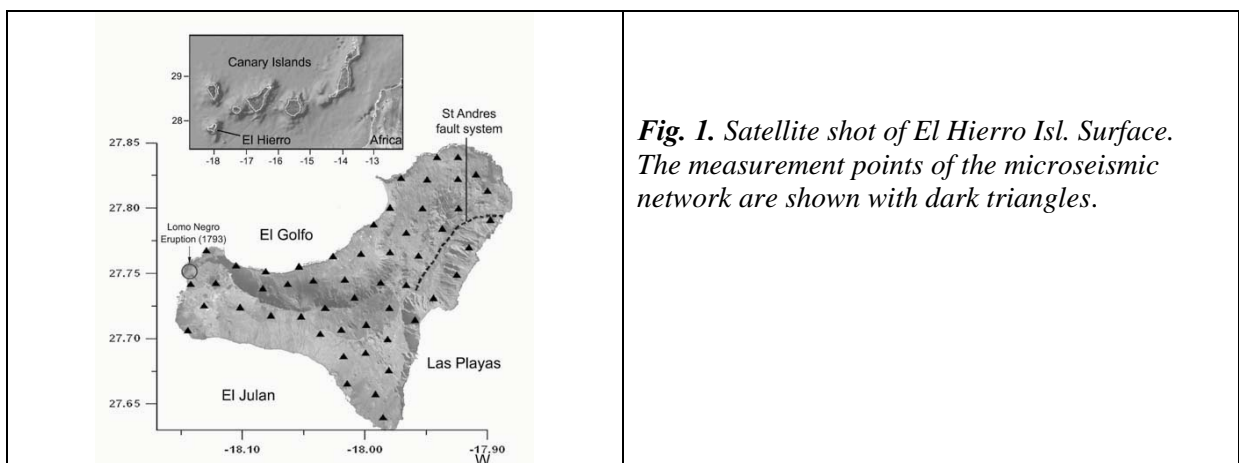 Canary Islands
29
28
El Hierro
Africa
-18 -17 -16 -15 -14 -13
St Andres
fault system
27.85
27.80
27.75
27.70
27.65
Lomo Negro
Eruption (1793)
El Golfo
Las Playas
El Julan
-18.10 -18.00 -17.90
W
Fig. 1. Satellite shot of El Hierro Isl. Surface.
The measurement points of the microseismic
network are shown with dark triangles.